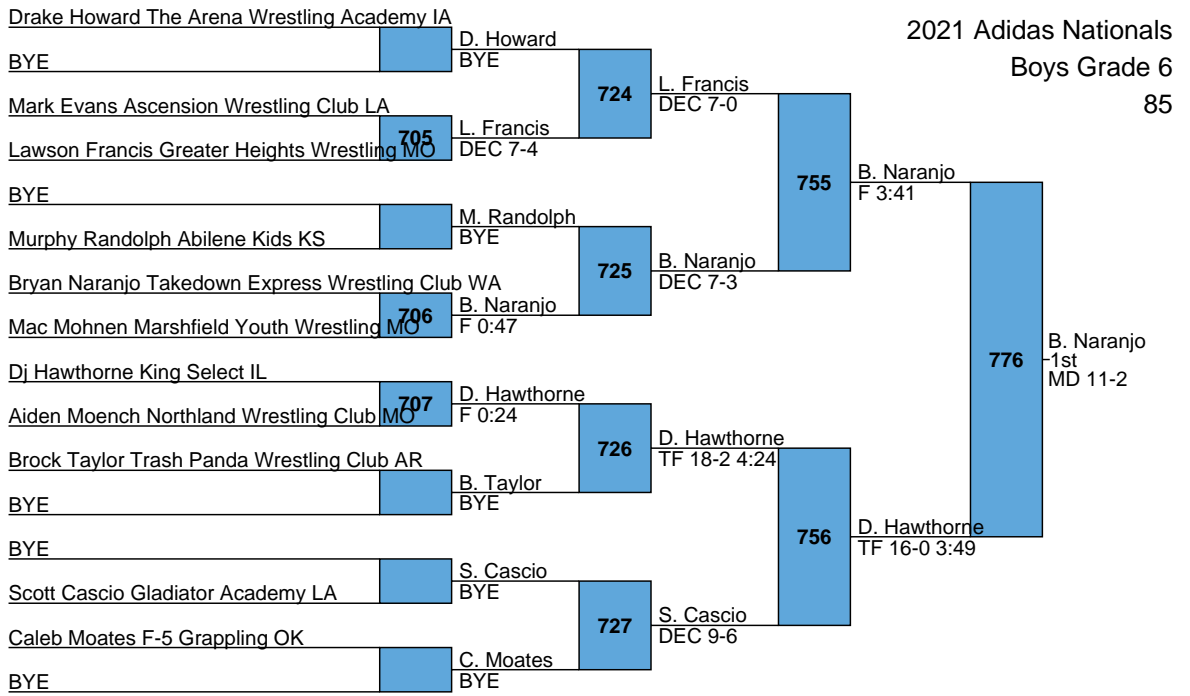 2021 Adidas Nationals
Boys Grade 6
85
Drake Howard The Arena Wrestling Academy IA
BYE
Mark Evans Ascension Wrestling Club LA
Lawson Francis Greater Heights Wrestling MO
BYE
Murphy Randolph Abilene Kids KS
Bryan Naranjo Takedown Express Wrestling Club WA
Mac Mohnen Marshfield Youth Wrestling MO
Dj Hawthorne King Select IL
Aiden Moench Northland Wrestling Club MO
Brock Taylor Trash Panda Wrestling Club AR
BYE
BYE
Scott Cascio Gladiator Academy LA
Caleb Moates F-5 Grappling OK
BYE
705
706
707
D. Howard
BYE
L. Francis
DEC 7-4
M. Randolph
BYE
B. Naranjo
F 0:47
D. Hawthorne
F 0:24
B. Taylor
BYE
S. Cascio
BYE
C. Moates
BYE
724
725
726
727
L. Francis
DEC 7-0
B. Naranjo
DEC 7-3
D. Hawthorne
TF 18-2 4:24
S. Cascio
DEC 9-6
755
756
B. Naranjo
F 3:41
D. Hawthorne
TF 16-0 3:49
776
B. Naranjo
1st
MD 11-2